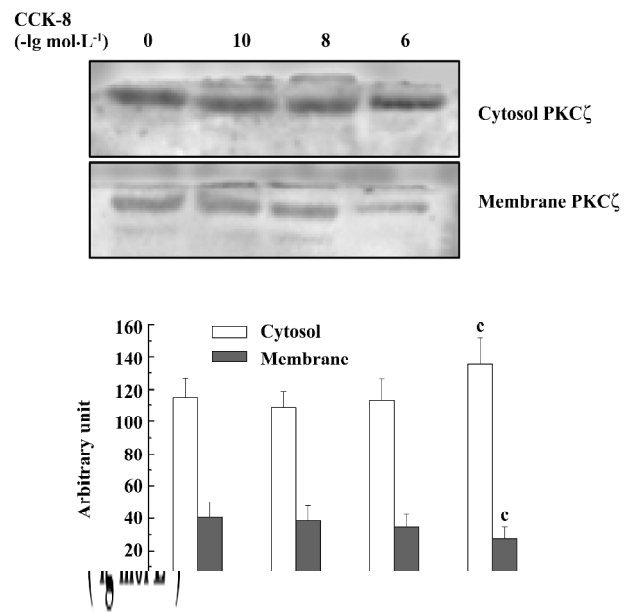 CCK-8
(-lg mol·L⁻¹) 0 10 8 6
Cytosol PKCζ
Membrane PKCζ
160
140
120
100
80
60
40
20
Arbitrary unit
Cytosol
Membrane
c
c